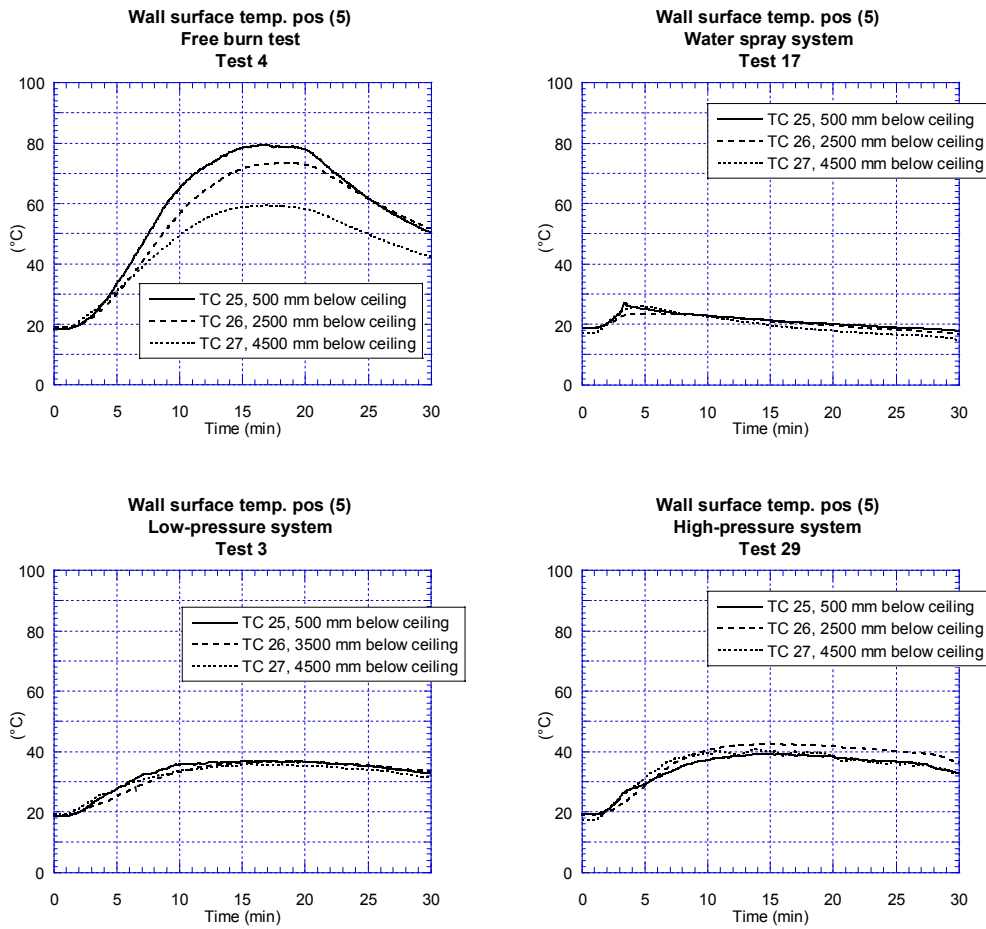 Wall surface temp. pos (5)
Free burn test
Test 4
100
80
60
40
20
0
(°C)
TC 25, 500 mm below ceiling
TC 26, 2500 mm below ceiling
TC 27, 4500 mm below ceiling
0 5 10 15 20 25 30
Time (min)
Wall surface temp. pos (5)
Water spray system
Test 17
100
80
60
40
20
0
(°C)
TC 25, 500 mm below ceiling
TC 26, 2500 mm below ceiling
TC 27, 4500 mm below ceiling
0 5 10 15 20 25 30
Time (min)
Wall surface temp. pos (5)
Low-pressure system
Test 3
100
80
60
40
20
0
(°C)
TC 25, 500 mm below ceiling
TC 26, 3500 mm below ceiling
TC 27, 4500 mm below ceiling
0 5 10 15 20 25 30
Time (min)
Wall surface temp. pos (5)
High-pressure system
Test 29
100
80
60
40
20
0
(°C)
TC 25, 500 mm below ceiling
TC 26, 2500 mm below ceiling
TC 27, 4500 mm below ceiling
0 5 10 15 20 25 30
Time (min)